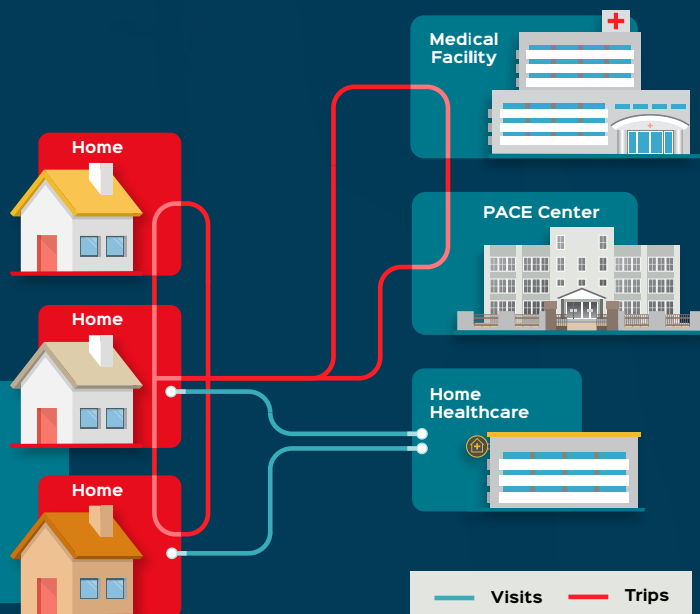 Medical
Facility
Home
PACE Center
Home
Home
Healthcare
Home
Visits
Trips